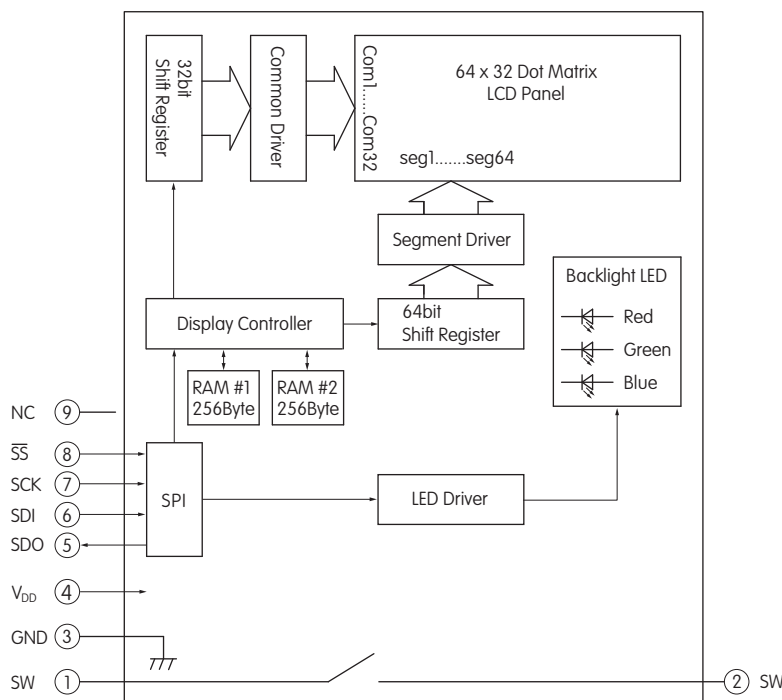 32bit
Shift Register
Common Driver
Com1......Com32
64 x 32 Dot Matrix
LCD Panel
seg1.......seg64
Segment Driver
Backlight LED
Red
Green
Blue
Display Controller
64bit
Shift Register
RAM #1
256Byte
RAM #2
256Byte
NC 9
SS 8
SCK 7
SDI 6
SDO 5
SPI
LED Driver
VDD 4
GND 3
SW 1
2 SW